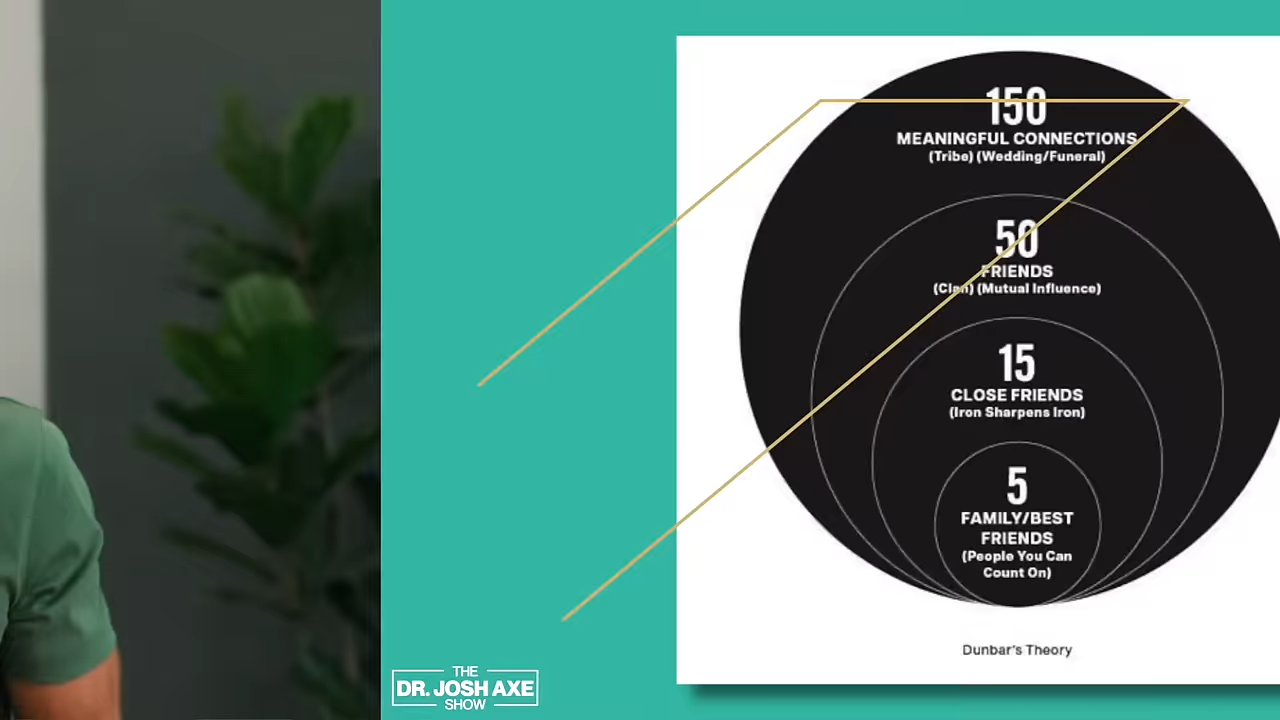 150
MEANINGFUL CONNECTIONS
(Tribe) (Wedding/Funeral)
50
FRIENDS
(Clan) (Mutual Influence)
15
CLOSE FRIENDS
(Iron Sharpens Iron)
5
FAMILY/BEST
FRIENDS
(People You Can
Count On)
Dunbar's Theory
THE
DR. JOSH AXE
SHOW